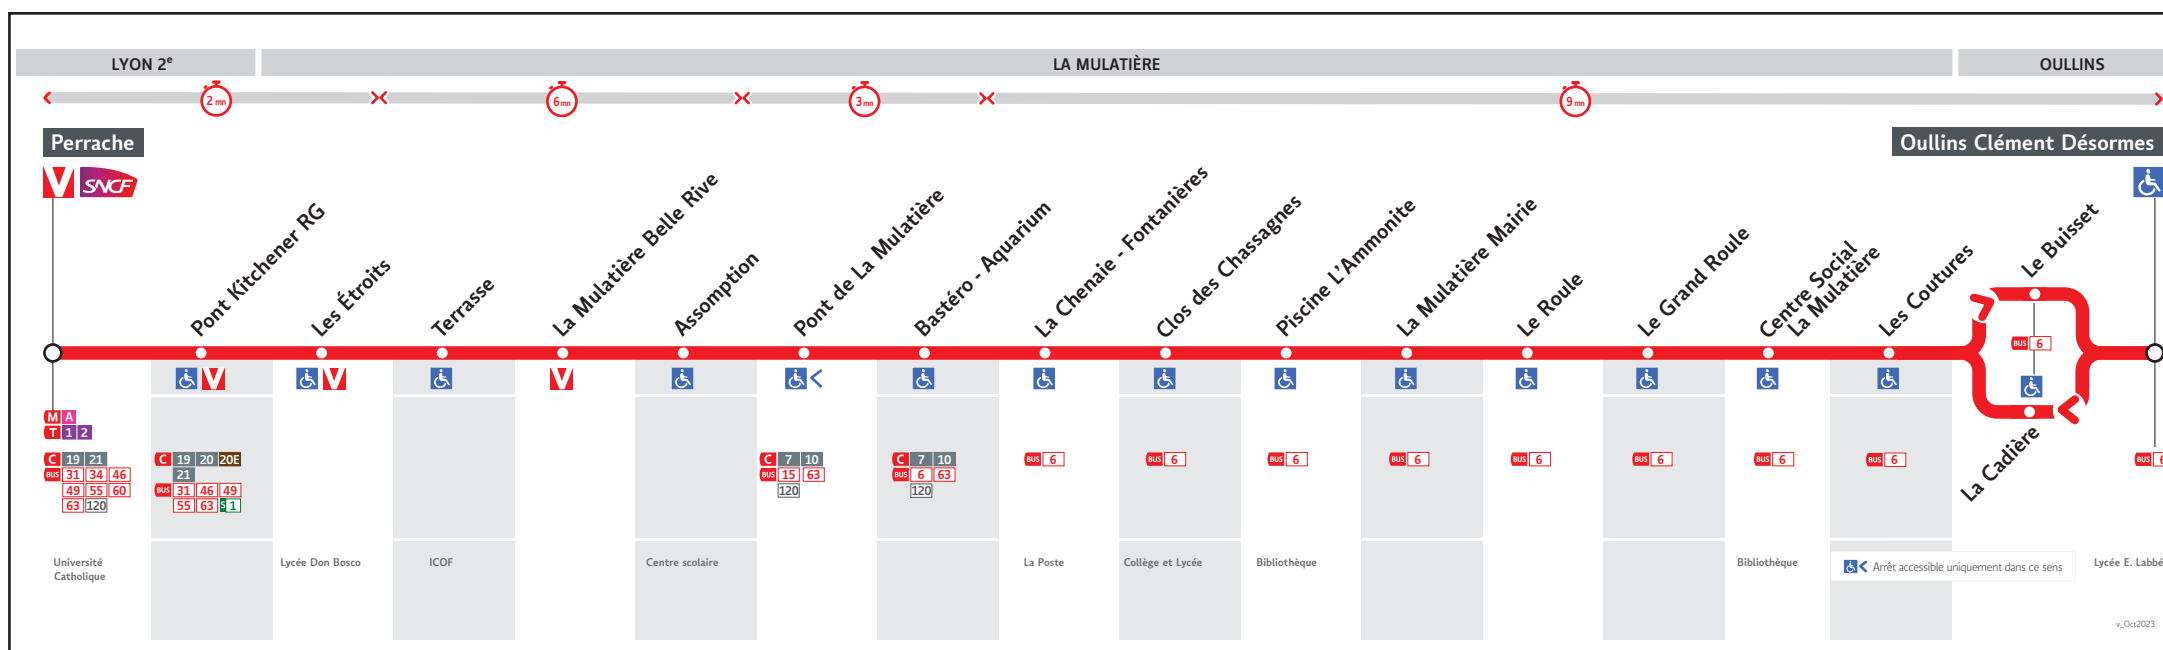 LYON 2e
LA MULATIÈRE
OULLINS
2 mn
6 mn
3 mn
9 mn
Perrache
Oullins Clément Désormes
V SNCF
Pont Kitchener RG
Les Étroits
Terrasse
La Mulatière Belle Rive
Assomption
Pont de La Mulatière
Bastéro - Aquarium
La Chenaie - Fontanières
Clos des Chassagnes
Piscine L'Ammonite
La Mulatière Mairie
Le Roule
Le Grand Roule
Centre Social
La Mulatière
Les Coutures
Le Buisset
BUS 6
La Cadière
V
V
V
M A
T 1 2
C 19 21
BUS 31 34 46
49 55 60
63 120
C 19 20 20E
21
BUS 31 46 49
55 63 S 1
C 7 10
BUS 15 63
120
C 7 10
BUS 6 63
120
BUS 6
BUS 6
BUS 6
BUS 6
BUS 6
BUS 6
BUS 6
BUS 6
BUS 6
Université
Catholique
Lycée Don Bosco
ICOF
Centre scolaire
La Poste
Collège et Lycée
Bibliothèque
Bibliothèque
Arrêt accessible uniquement dans ce sens
Lycée E. Labbé
v_Oct2023